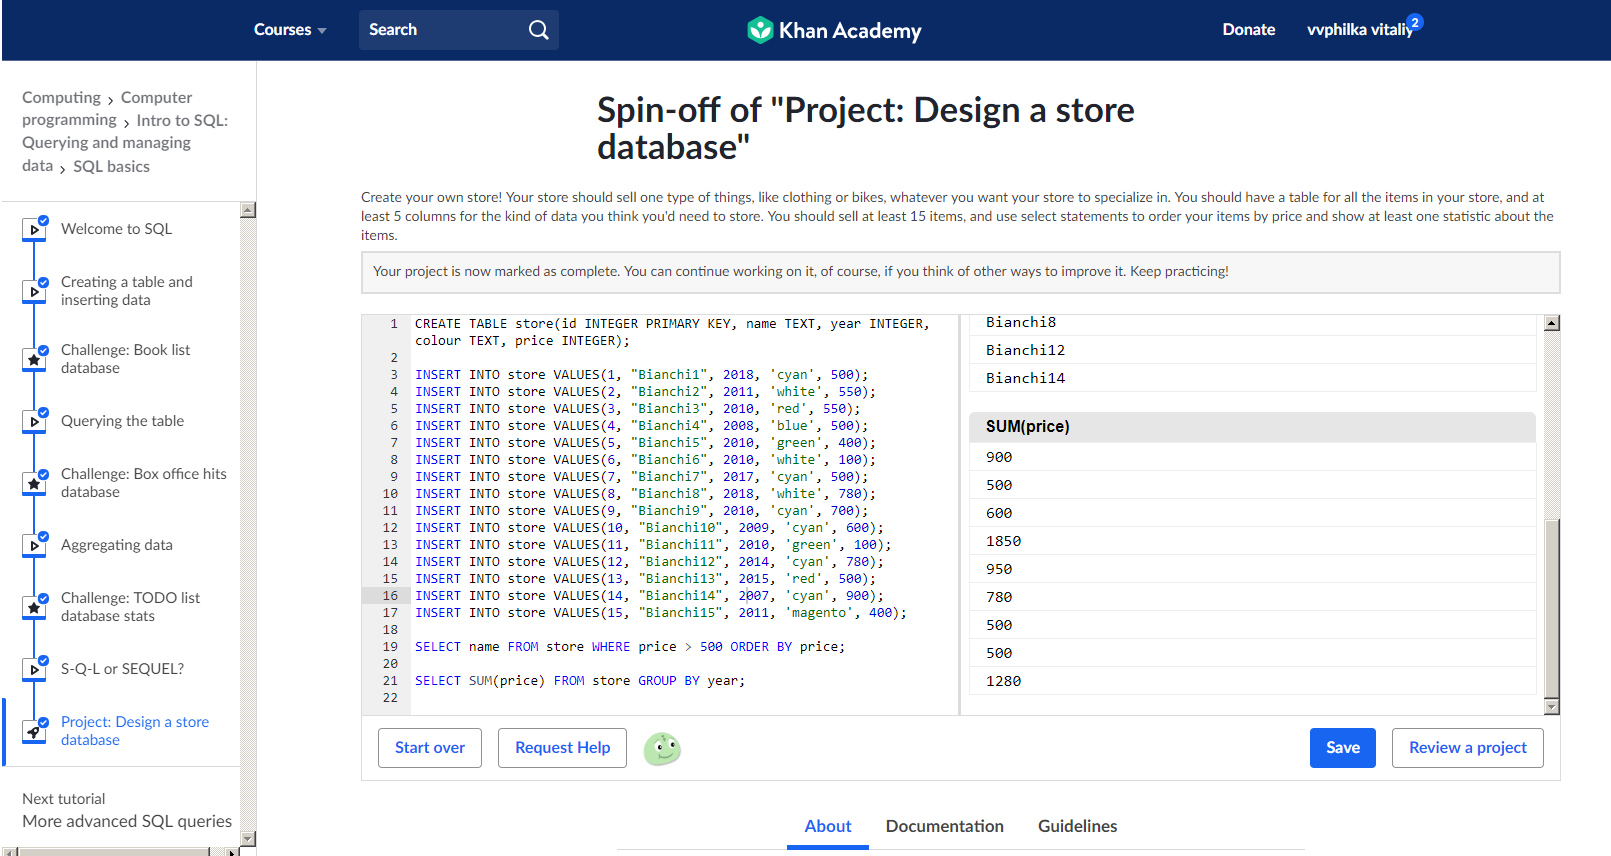 Courses
Search
Khan Academy
Donate
vvphilka vitaliy
2
Computing > Computer
programming > Intro to SQL:
Querying and managing
data > SQL basics
Welcome to SQL
Creating a table and
inserting data
Challenge: Book list
database
Querying the table
Challenge: Box office hits
database
Aggregating data
Challenge: TODO list
database stats
S-Q-L or SEQUEL?
Project: Design a store
database
Next tutorial
More advanced SQL queries
Spin-off of "Project: Design a store
database"
Create your own store! Your store should sell one type of things, like clothing or bikes, whatever you want your store to specialize in. You should have a table for all the items in your store, and at
least 5 columns for the kind of data you think you'd need to store. You should sell at least 15 items, and use select statements to order your items by price and show at least one statistic about the
items.
Your project is now marked as complete. You can continue working on it, of course, if you think of other ways to improve it. Keep practicing!
1 CREATE TABLE store(id INTEGER PRIMARY KEY, name TEXT, year INTEGER,
colour TEXT, price INTEGER);
2
3 INSERT INTO store VALUES(1, "Bianchi1", 2018, 'cyan', 500);
4 INSERT INTO store VALUES(2, "Bianchi2", 2011, 'white', 550);
5 INSERT INTO store VALUES(3, "Bianchi3", 2010, 'red', 550);
6 INSERT INTO store VALUES(4, "Bianchi4", 2008, 'blue', 500);
7 INSERT INTO store VALUES(5, "Bianchi5", 2010, 'green', 400);
8 INSERT INTO store VALUES(6, "Bianchi6", 2010, 'white', 100);
9 INSERT INTO store VALUES(7, "Bianchi7", 2017, 'cyan', 500);
10 INSERT INTO store VALUES(8, "Bianchi8", 2018, 'white', 780);
11 INSERT INTO store VALUES(9, "Bianchi9", 2010, 'cyan', 700);
12 INSERT INTO store VALUES(10, "Bianchi10", 2009, 'cyan', 600);
13 INSERT INTO store VALUES(11, "Bianchi11", 2010, 'green', 100);
14 INSERT INTO store VALUES(12, "Bianchi12", 2014, 'cyan', 780);
15 INSERT INTO store VALUES(13, "Bianchi13", 2015, 'red', 500);
16 INSERT INTO store VALUES(14, "Bianchi14", 2007, 'cyan', 900);
17 INSERT INTO store VALUES(15, "Bianchi15", 2011, 'magento', 400);
18
19 SELECT name FROM store WHERE price > 500 ORDER BY price;
20
21 SELECT SUM(price) FROM store GROUP BY year;
22
Bianchi8
Bianchi12
Bianchi14
SUM(price)
900
500
600
1850
950
780
500
500
1280
Start over
Request Help
Save
Review a project
About
Documentation
Guidelines